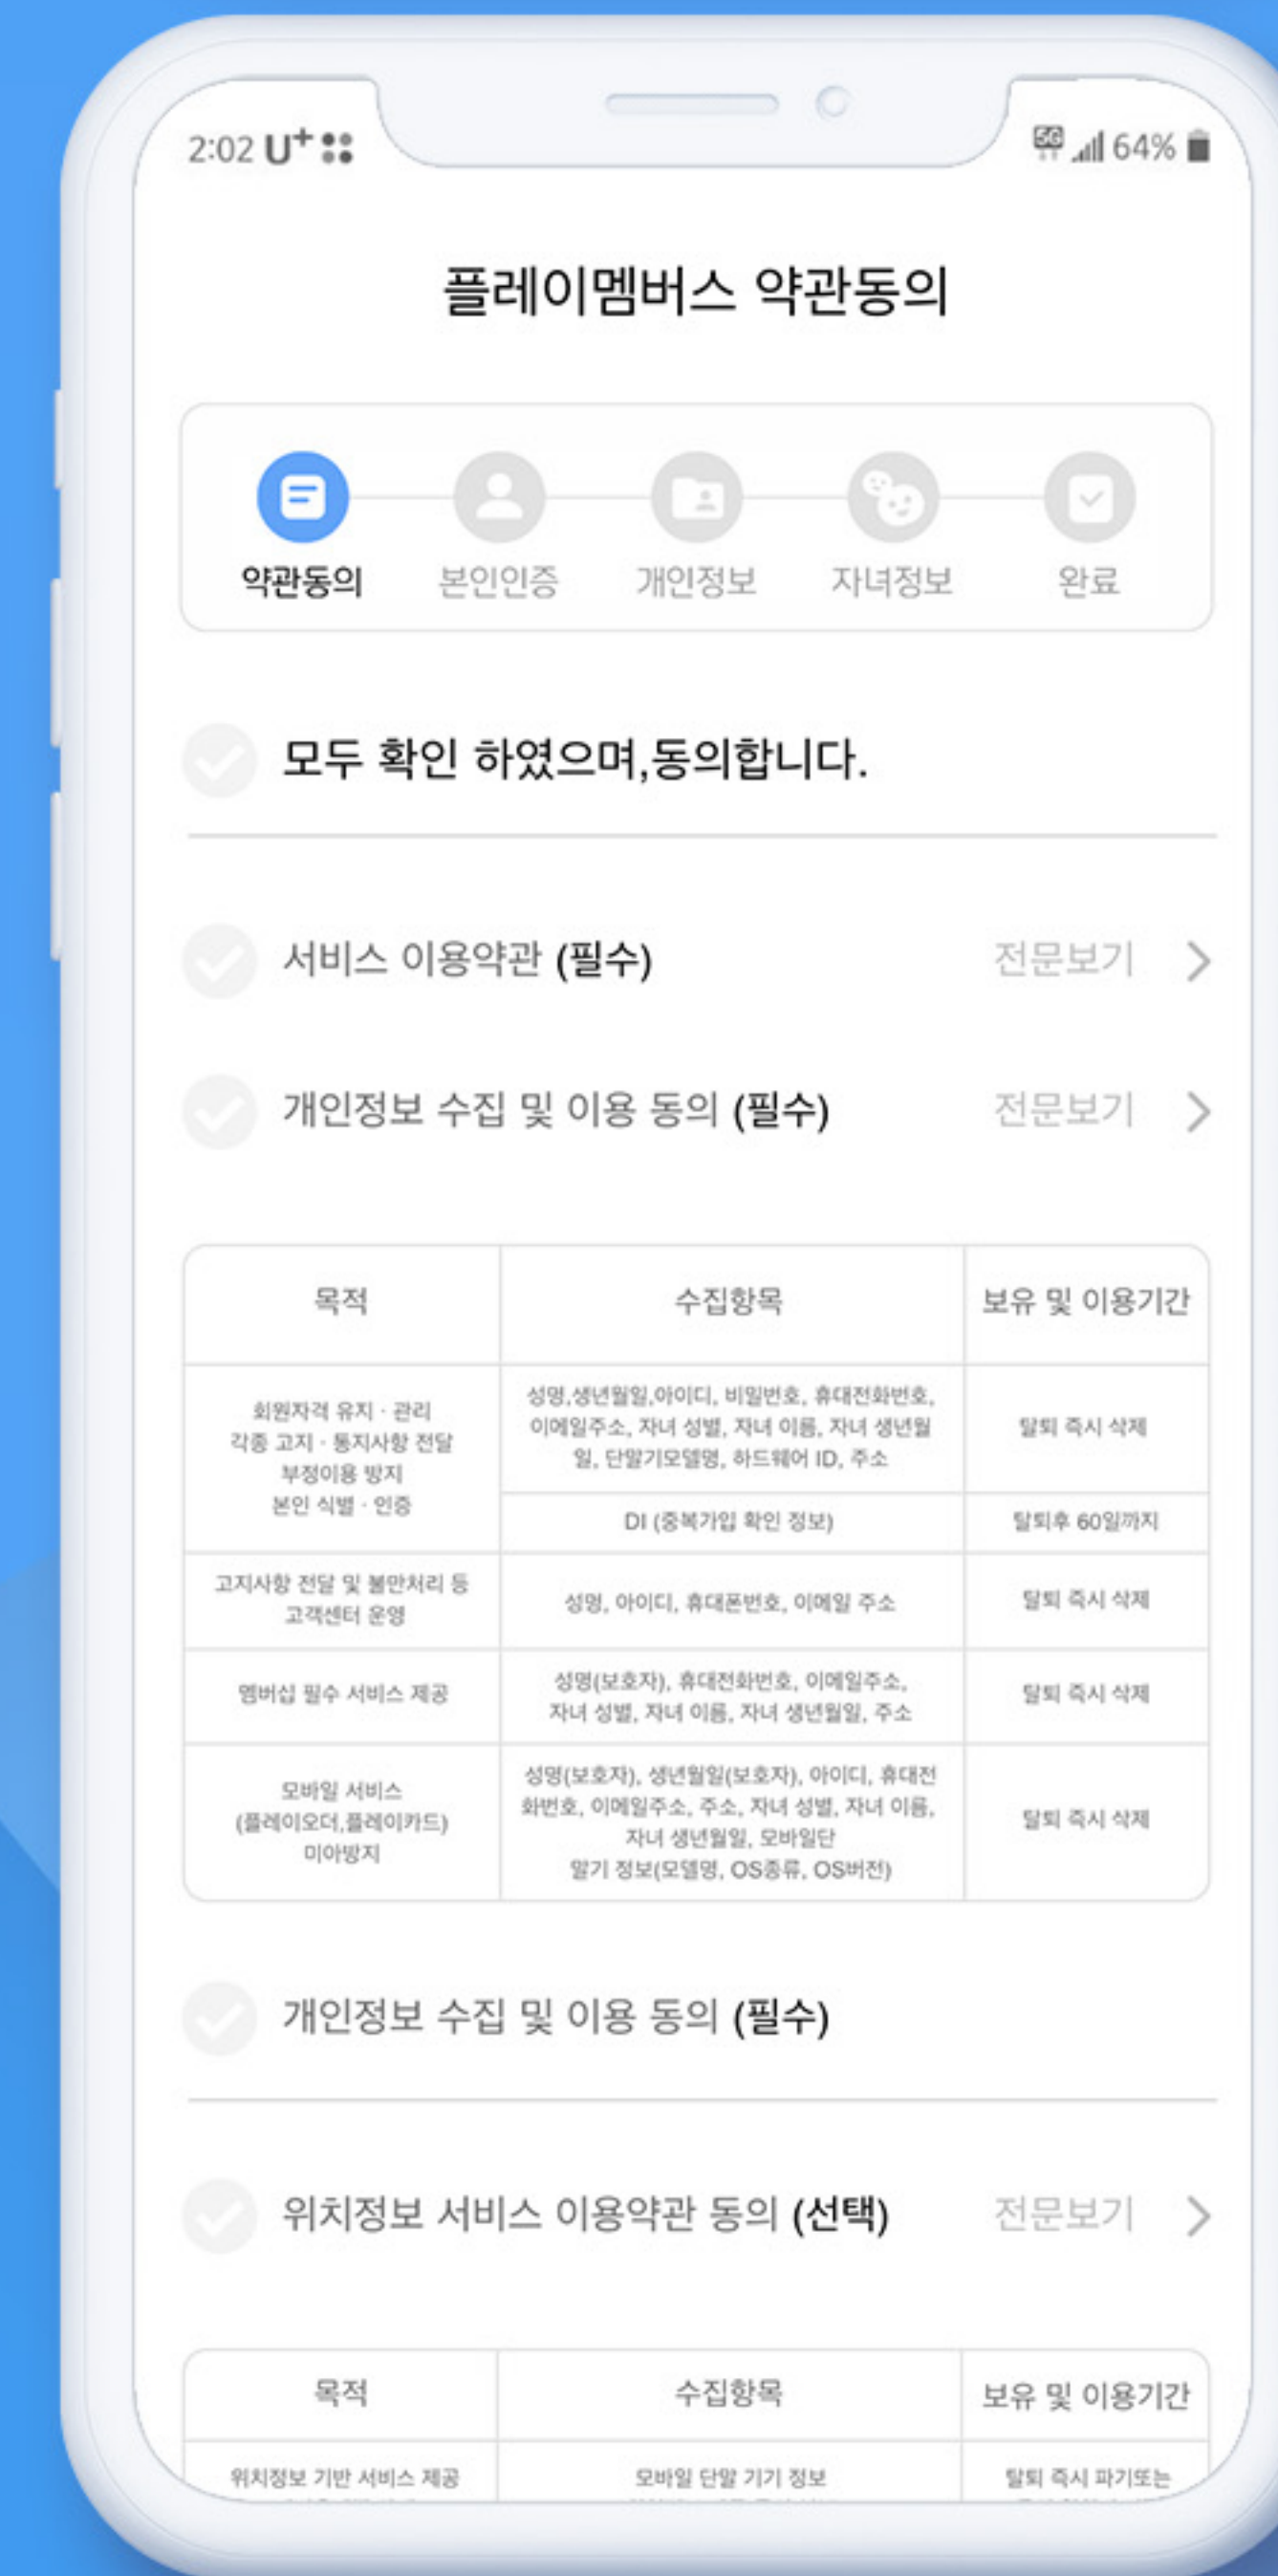 2:02 U+
5G 64%
플레이멤버스 약관동의
약관동의 본인인증 개인정보 자녀정보 완료
모두 확인 하였으며,동의합니다.
서비스 이용약관 (필수) 전문보기
개인정보 수집 및 이용 동의 (필수) 전문보기
목적 수집항목 보유 및 이용기간
회원자격 유지 · 관리
각종 고지 · 통지사항 전달
부정이용 방지
본인 식별 · 인증
성명,생년월일,아이디, 비밀번호, 휴대전화번호,
이메일주소, 자녀 성별, 자녀 이름, 자녀 생년월
일, 단말기모델명, 하드웨어 ID, 주소
탈퇴 즉시 삭제
DI (중복가입 확인 정보)
탈퇴후 60일까지
고지사항 전달 및 불만처리 등
고객센터 운영
성명, 아이디, 휴대폰번호, 이메일 주소
탈퇴 즉시 삭제
멤버십 필수 서비스 제공
성명(보호자), 휴대전화번호, 이메일주소,
자녀 성별, 자녀 이름, 자녀 생년월일, 주소
탈퇴 즉시 삭제
모바일 서비스
(플레이오더,플레이카드)
미아방지
성명(보호자), 생년월일(보호자), 아이디, 휴대전
화번호, 이메일주소, 주소, 자녀 성별, 자녀 이름,
자녀 생년월일, 모바일단
말기 정보(모델명, OS종류, OS버전)
탈퇴 즉시 삭제
개인정보 수집 및 이용 동의 (필수)
위치정보 서비스 이용약관 동의 (선택) 전문보기
목적 수집항목 보유 및 이용기간
위치정보 기반 서비스 제공 모바일 단말 기기 정보 탈퇴 즉시 파기또는